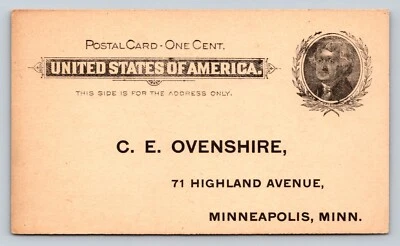 POSTAL CARD · ONE CENT.
UNITED STATES OF AMERICA.
THIS SIDE IS FOR THE ADDRESS ONLY.
C. E. OVENSHIRE,
71 HIGHLAND AVENUE,
MINNEAPOLIS, MINN.